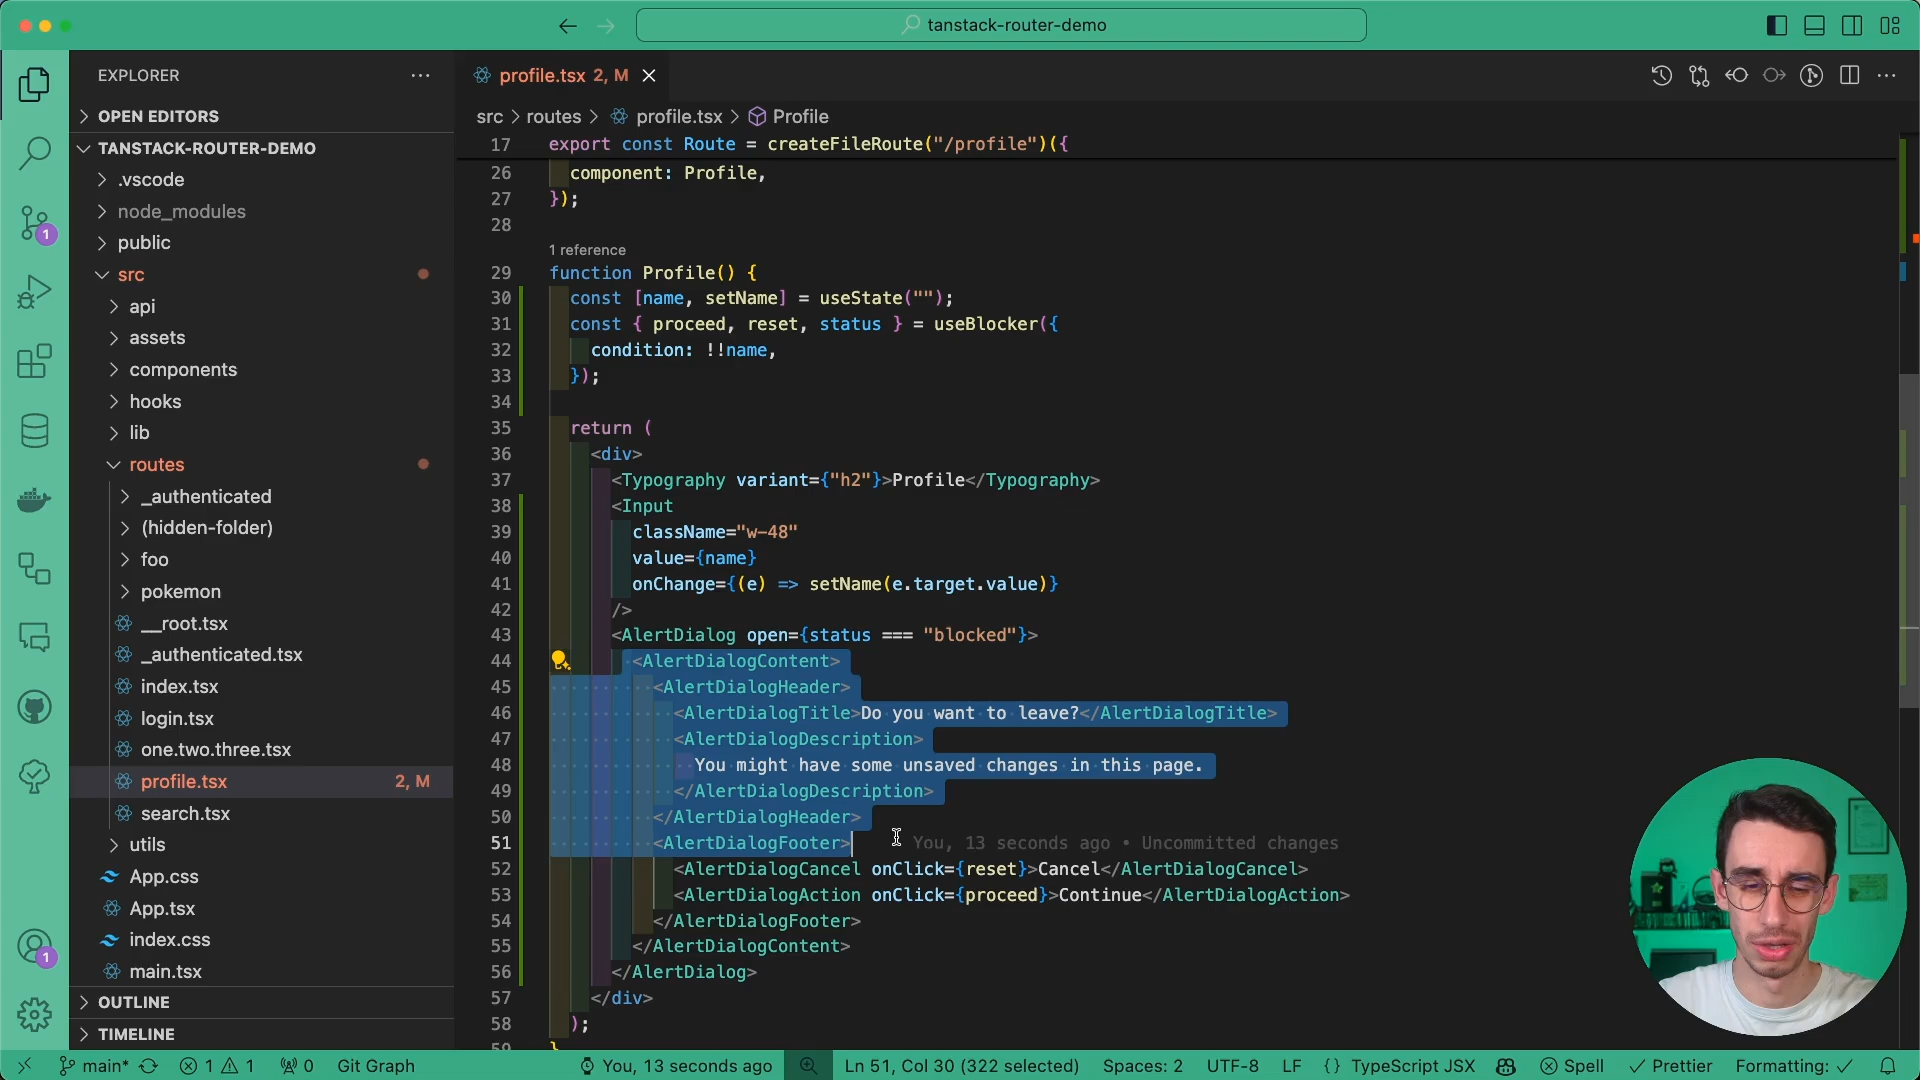 tanstack-router-demo
EXPLORER
OPEN EDITORS
TANSTACK-ROUTER-DEMO
.vscode
node_modules
public
src
api
assets
components
hooks
lib
routes
_authenticated
(hidden-folder)
foo
pokemon
__root.tsx
_authenticated.tsx
index.tsx
login.tsx
one.two.three.tsx
profile.tsx 2, M
search.tsx
utils
App.css
App.tsx
index.css
main.tsx
OUTLINE
TIMELINE
1
1
profile.tsx 2, M
src > routes > profile.tsx > Profile
17 export const Route = createFileRoute("/profile")({
26 component: Profile,
27 });
28
1 reference
29 function Profile() {
30 const [name, setName] = useState("");
31 const { proceed, reset, status } = useBlocker({
32 condition: !!name,
33 });
34
35 return (
36 <div>
37 <Typography variant={"h2"}>Profile</Typography>
38 <Input
39 className="w-48"
40 value={name}
41 onChange={(e) => setName(e.target.value)}
42 />
43 <AlertDialog open={status === "blocked"}>
44 <AlertDialogContent>
45 <AlertDialogHeader>
46 <AlertDialogTitle>Do you want to leave?</AlertDialogTitle>
47 <AlertDialogDescription>
48 You might have some unsaved changes in this page.
49 </AlertDialogDescription>
50 </AlertDialogHeader>
51 <AlertDialogFooter> You, 13 seconds ago • Uncommitted changes
52 <AlertDialogCancel onClick={reset}>Cancel</AlertDialogCancel>
53 <AlertDialogAction onClick={proceed}>Continue</AlertDialogAction>
54 </AlertDialogFooter>
55 </AlertDialogContent>
56 </AlertDialog>
57 </div>
58 );
59 }
main* 1 1 0 Git Graph You, 13 seconds ago Ln 51, Col 30 (322 selected) Spaces: 2 UTF-8 LF {} TypeScript JSX Spell Prettier Formatting: